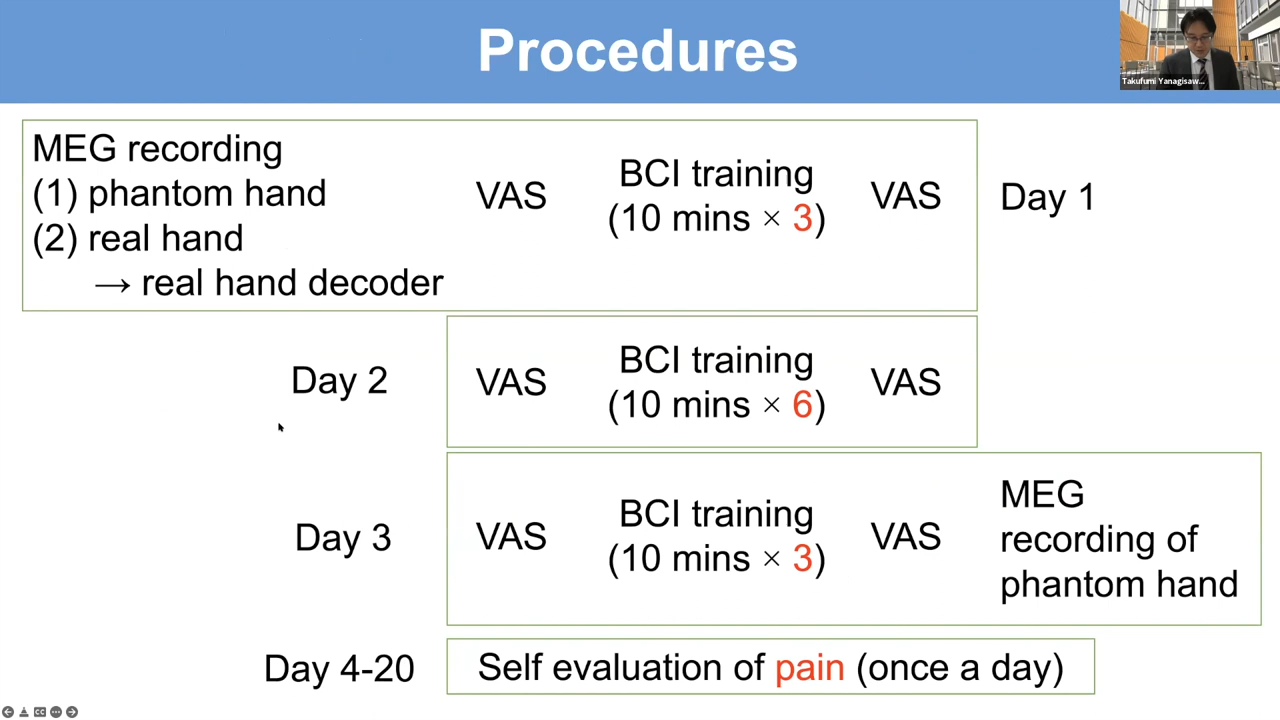 Procedures
Takufumi Yanagisaw...
MEG recording
(1) phantom hand
(2) real hand
→ real hand decoder
VAS
BCI training
(10 mins × 3)
VAS
Day 1
Day 2
VAS
BCI training
(10 mins × 6)
VAS
Day 3
VAS
BCI training
(10 mins × 3)
VAS
MEG
recording of
phantom hand
Day 4-20
Self evaluation of pain (once a day)
CC